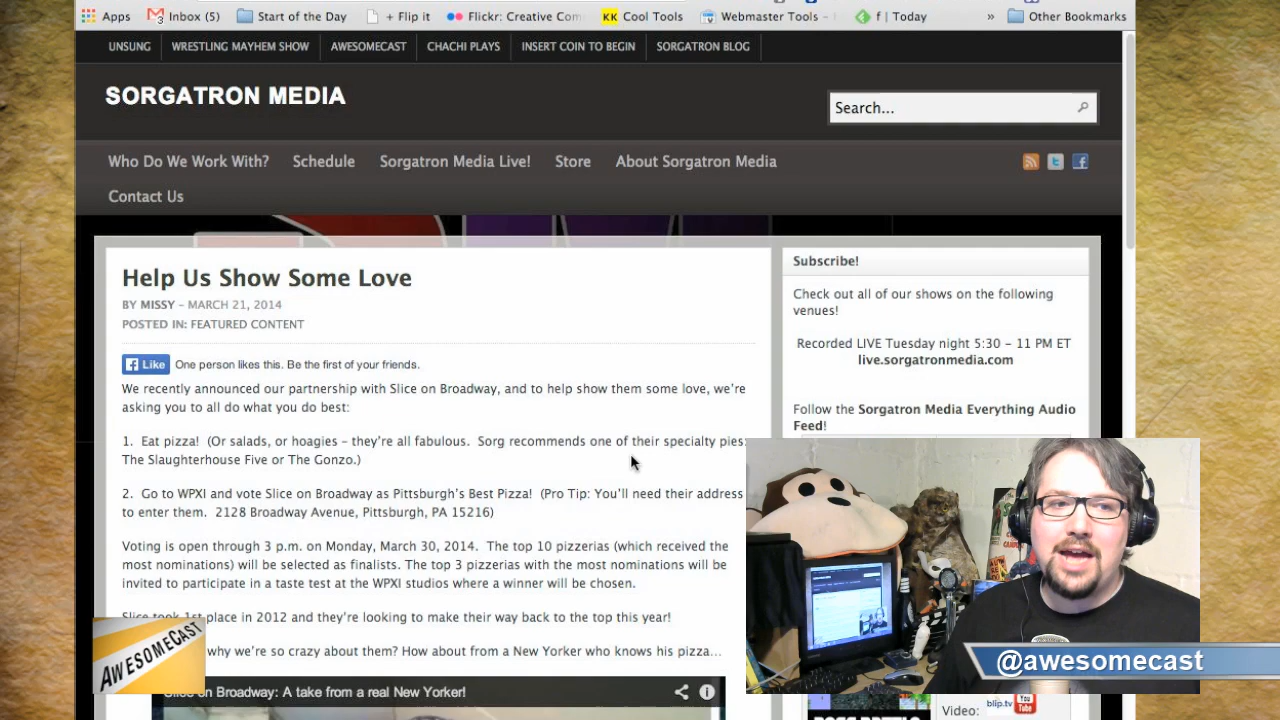 Apps Inbox (5) Start of the Day + Flip it Flickr: Creative Com KK Cool Tools Webmaster Tools - f | Today » Other Bookmarks
UNSUNG WRESTLING MAYHEM SHOW AWESOMECAST CHACHI PLAYS INSERT COIN TO BEGIN SORGATRON BLOG
SORGATRON MEDIA
Search...
Who Do We Work With? Schedule Sorgatron Media Live! Store About Sorgatron Media
Contact Us
Help Us Show Some Love
BY MISSY – MARCH 21, 2014
POSTED IN: FEATURED CONTENT
Like One person likes this. Be the first of your friends.
We recently announced our partnership with Slice on Broadway, and to help show them some love, we're
asking you to all do what you do best:
1. Eat pizza! (Or salads, or hoagies – they're all fabulous. Sorg recommends one of their specialty pies:
The Slaughterhouse Five or The Gonzo.)
2. Go to WPXI and vote Slice on Broadway as Pittsburgh's Best Pizza! (Pro Tip: You'll need their address
to enter them. 2128 Broadway Avenue, Pittsburgh, PA 15216)
Voting is open through 3 p.m. on Monday, March 30, 2014. The top 10 pizzerias (which received the
most nominations) will be selected as finalists. The top 3 pizzerias with the most nominations will be
invited to participate in a taste test at the WPXI studios where a winner will be chosen.
Slice took 1st place in 2012 and they're looking to make their way back to the top this year!
why we're so crazy about them? How about from a New Yorker who knows his pizza...
Slice on Broadway: A take from a real New Yorker!
Subscribe!
Check out all of our shows on the following
venues!
Recorded LIVE Tuesday night 5:30 – 11 PM ET
live.sorgatronmedia.com
Follow the Sorgatron Media Everything Audio
Feed!
AWESOMECAST
@awesomecast
Video: blip.tv You Tube